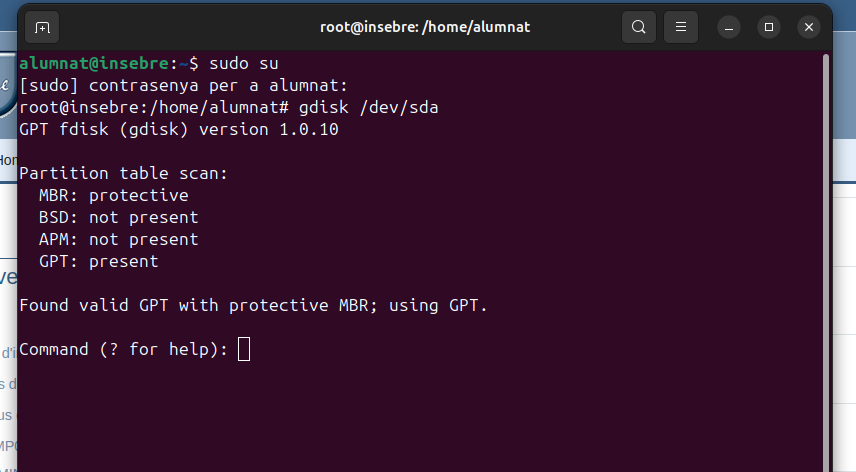 root@insebre: /home/alumnat
alumnat@insebre:~$ sudo su
[sudo] contrasenya per a alumnat:
root@insebre:/home/alumnat# gdisk /dev/sda
GPT fdisk (gdisk) version 1.0.10
Partition table scan:
MBR: protective
BSD: not present
APM: not present
GPT: present
Found valid GPT with protective MBR; using GPT.
Command (? for help):